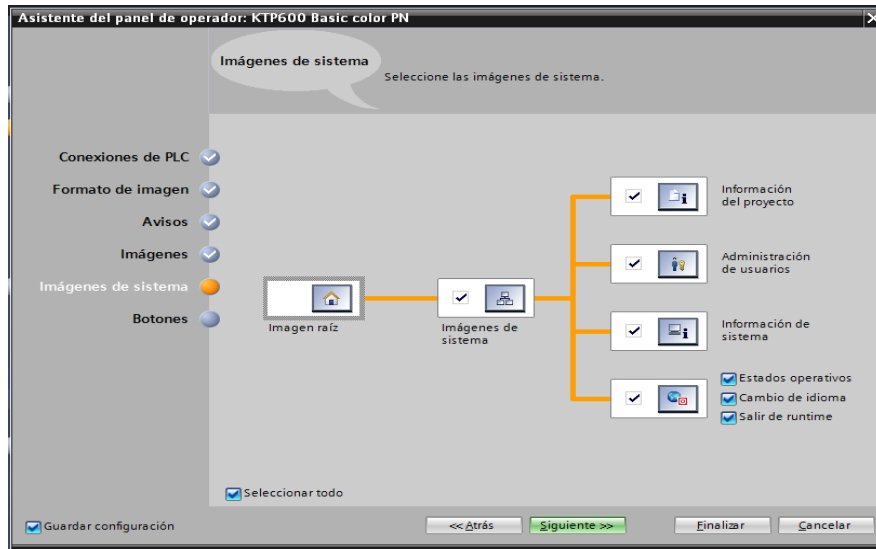 Asistente del panel de operador: KTP600 Basic color PN
Imágenes de sistema
Seleccione las imágenes de sistema.
Conexiones de PLC
Formato de imagen
Avisos
Imágenes
Imágenes de sistema
Botones
Imagen raíz
Imágenes de
sistema
Información
del proyecto
Administración
de usuarios
Información de
sistema
Estados operativos
Cambio de idioma
Salir de runtime
Seleccionar todo
Guardar configuración
<< Atrás
Siguiente >>
Finalizar
Cancelar